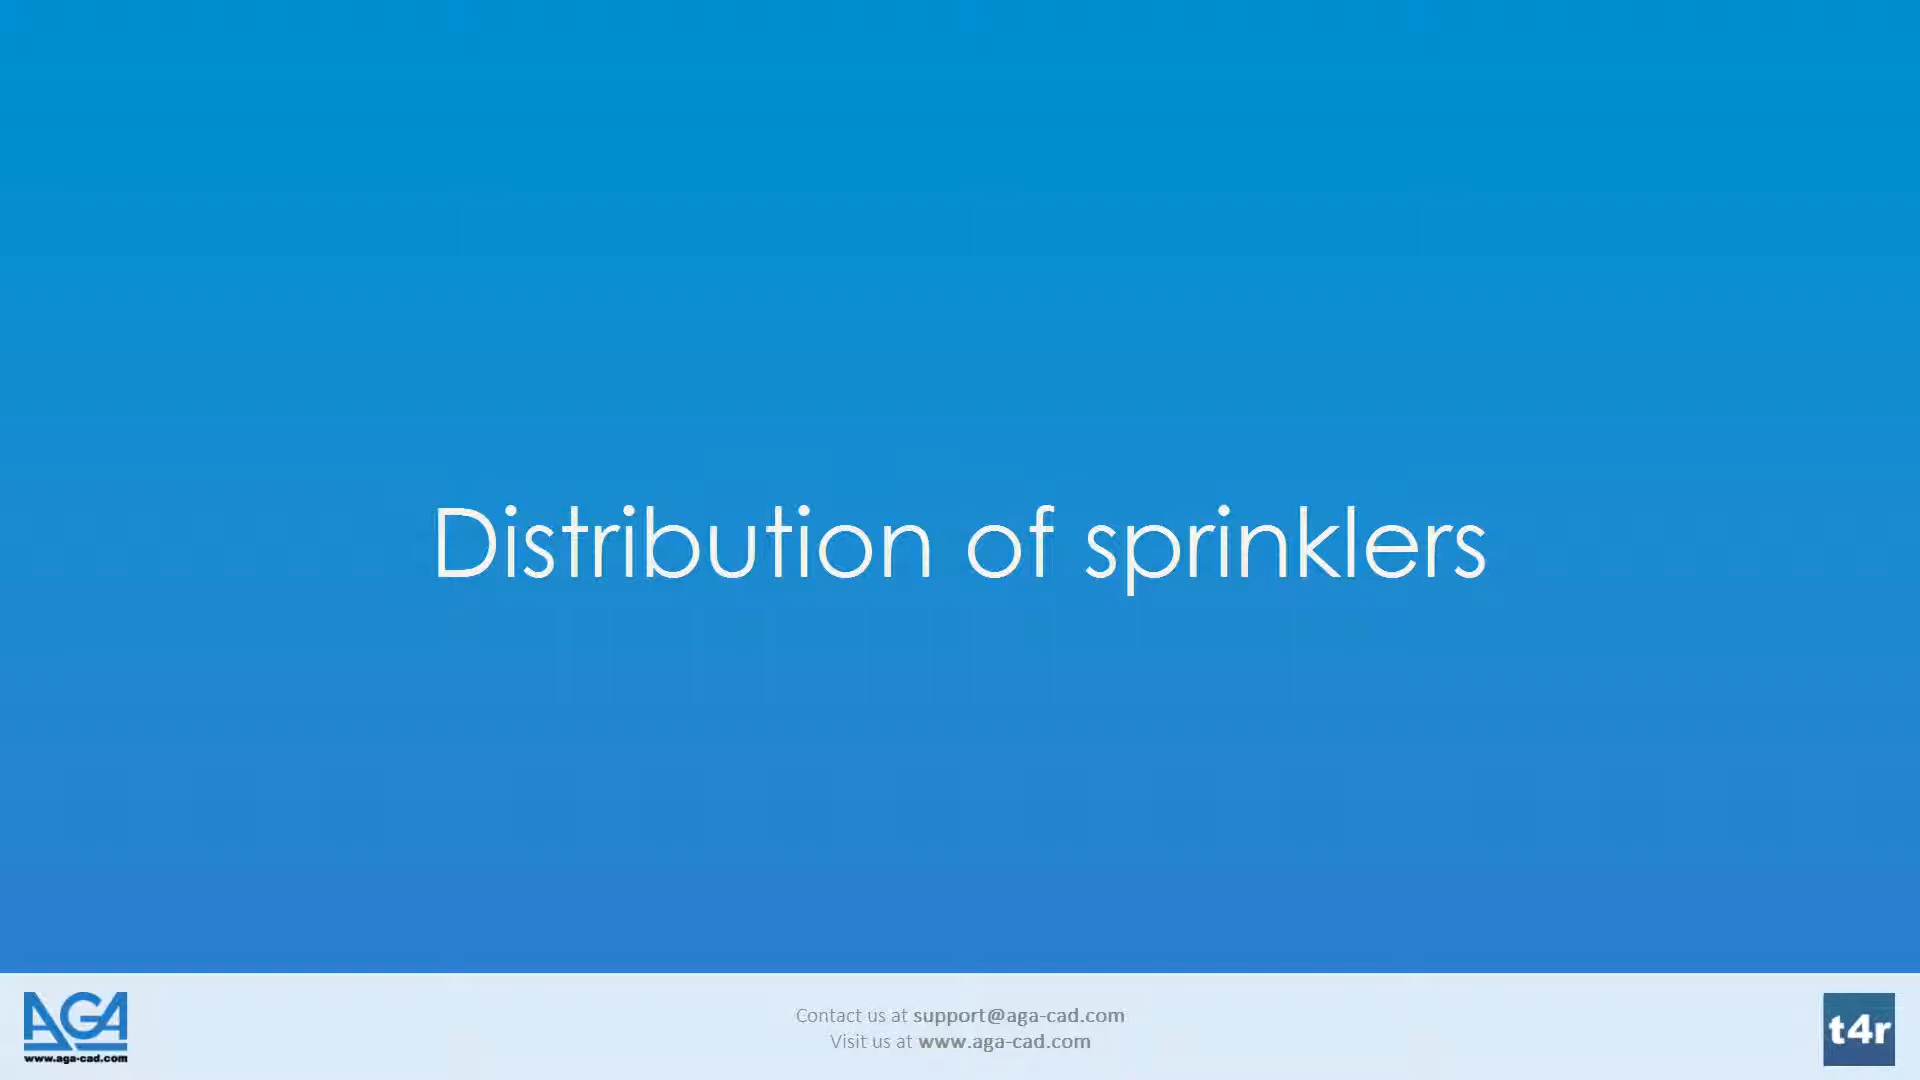 Distribution of sprinklers
AGA
www.aga-cad.com
Contact us at support@aga-cad.com
Visit us at www.aga-cad.com
t4r